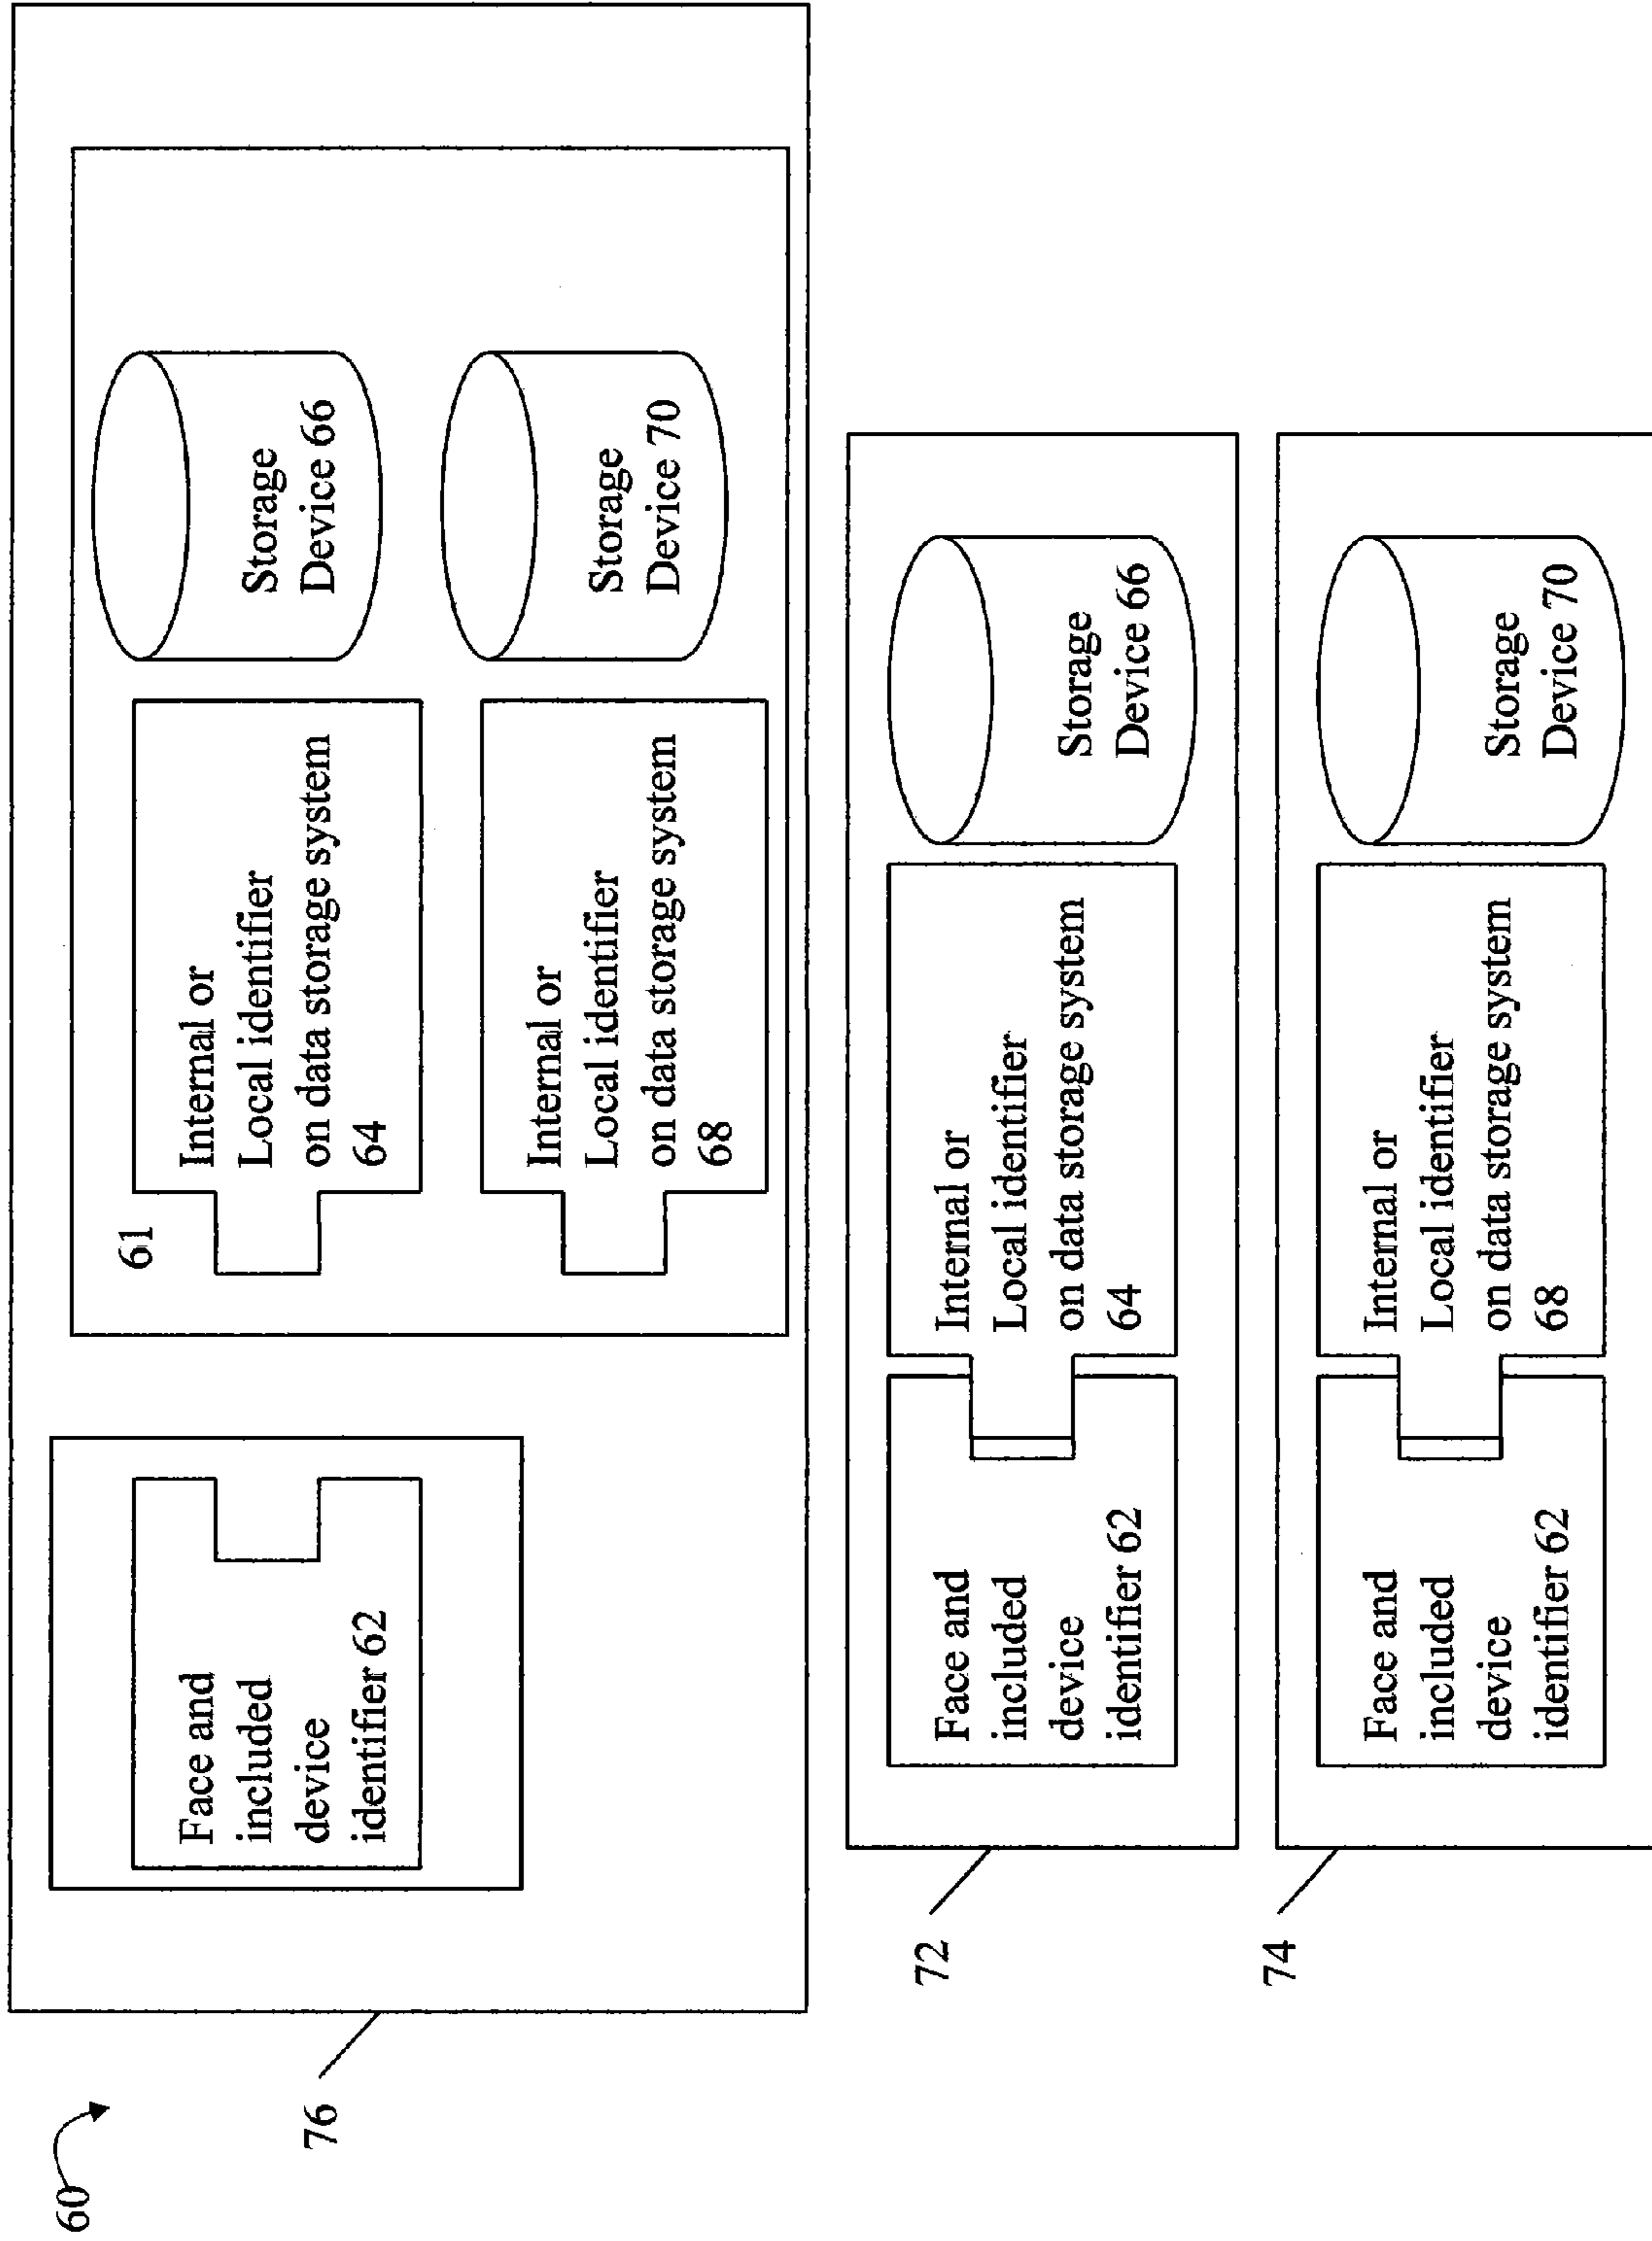 60
76
Face and
included
device
identifier 62
61
Internal or
Local identifier
on data storage system
64
Storage
Device 66
Internal or
Local identifier
on data storage system
68
Storage
Device 70
72
Face and
included
device
identifier 62
Internal or
Local identifier
on data storage system
64
Storage
Device 66
74
Face and
included
device
identifier 62
Internal or
Local identifier
on data storage system
68
Storage
Device 70